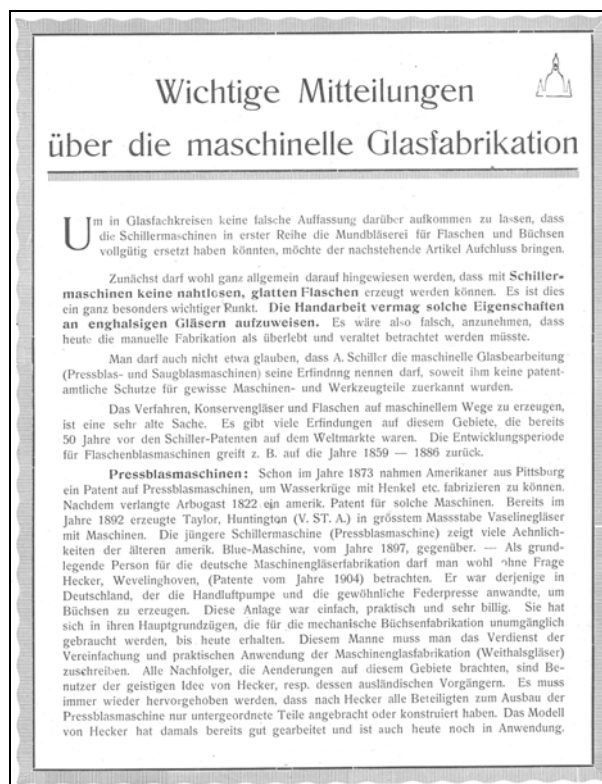 Wichtige Mitteilungen
über die maschinelle Glasfabrikation
Um in Glasfachkreisen keine falsche Auffassung darüber aufkommen zu lassen, dass
die Schillermaschinen in erster Reihe die Mundbläserei für Flaschen und Büchsen
vollgütig ersetzt haben könnten, möchte der nachstehende Artikel Aufchluss bringen.
Zunächst darf wohl ganz allgemein darauf hingewiesen werden, dass mit Schiller-
maschinen keine nahtlosen, glatten Flaschen erzeugt werden können. Es ist dies
ein ganz besonders wichtiger Punkt. Die Handarbeit vermag solche Eigenschaften
an enghalsigen Gläsern aufzuweisen. Es wäre also falsch, anzunehmen, dass
heute die manuelle Fabrikation als überlebt und veraltet betrachtet werden müsste.
Man darf auch nicht etwa glauben, dass A. Schiller die maschinelle Glasbearbeitung
(Pressblas- und Saugblasmaschinen) seine Erfindnng nennen darf, soweit ihm keine patent-
amtliche Schutze für gewisse Maschinen- und Werkzeugteile zuerkannt wurden.
Das Verfahren, Konservengläser und Flaschen auf maschinellem Wege zu erzeugen,
ist eine sehr alte Sache. Es gibt viele Erfindungen auf diesem Gebiete, die bereits
50 Jahre vor den Schiller-Patenten auf dem Weltmarkte waren. Die Entwicklungsperiode
für Flaschenblasmaschinen greift z. B. auf die Jahre 1859 — 1886 zurück.
Pressblasmaschinen: Schon im Jahre 1873 nahmen Amerikaner aus Pittsburg
ein Patent auf Pressblasmaschinen, um Wasserkrüge mit Henkel etc. fabrizieren zu können.
Nachdem verlangte Arbogast 1822 ein amerik. Patent für solche Maschinen. Bereits im
Jahre 1892 erzeugte Taylor, Huntington (V. ST. A.) in grösstem Massstabe Vaselinegläser
mit Maschinen. Die jüngere Schillermaschine (Pressblasmaschine) zeigt viele Aehnlich-
keiten der älteren amerik. Blue-Maschine, vom Jahre 1897, gegenüber. — Als grund-
legende Person für die deutsche Maschinengläserfabrikation darf man wohl ohne Frage
Hecker, Wevelinghoven, (Patente vom Jahre 1904) betrachten. Er war derjenige in
Deutschland, der die Handluftpumpe und die gewöhnliche Federpresse anwandte, um
Büchsen zu erzeugen. Diese Anlage war einfach, praktisch und sehr billig. Sie hat
sich in ihren Hauptgrundzügen, die für die mechanische Büchsenfabrikation unumgänglich
gebraucht werden, bis heute erhalten. Diesem Manne muss man das Verdienst der
Vereinfachung und praktischen Anwendung der Maschinenglasfabrikation (Weithalsgläser)
zuschreiben. Alle Nachfolger, die Aenderungen auf diesem Gebiete brachten, sind Be-
nutzer der geistigen Idee von Hecker, resp. dessen ausländischen Vorgängern. Es muss
immer wieder hervorgehoben werden, dass nach Hecker alle Beteiligten zum Ausbau der
Pressblasmaschine nur untergeordnete Teile angebracht oder konstruiert haben. Das Modell
von Hecker hat damals bereits gut gearbeitet und ist auch heute noch in Anwendung.